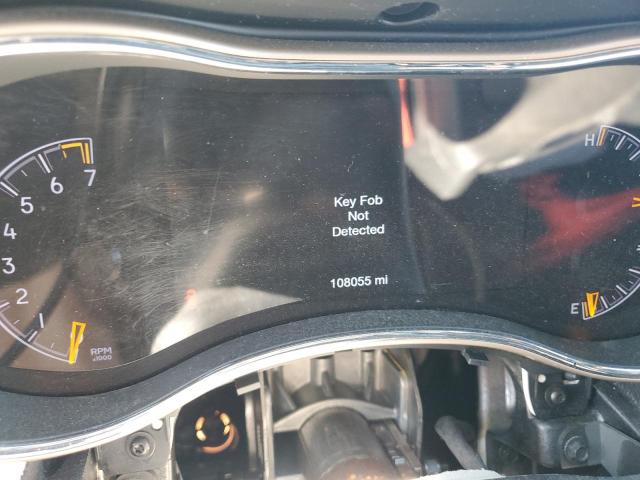 Key Fob
Not
Detected
108055 mi
7
6
5
4
3
2
1
RPM
x1000
H
E